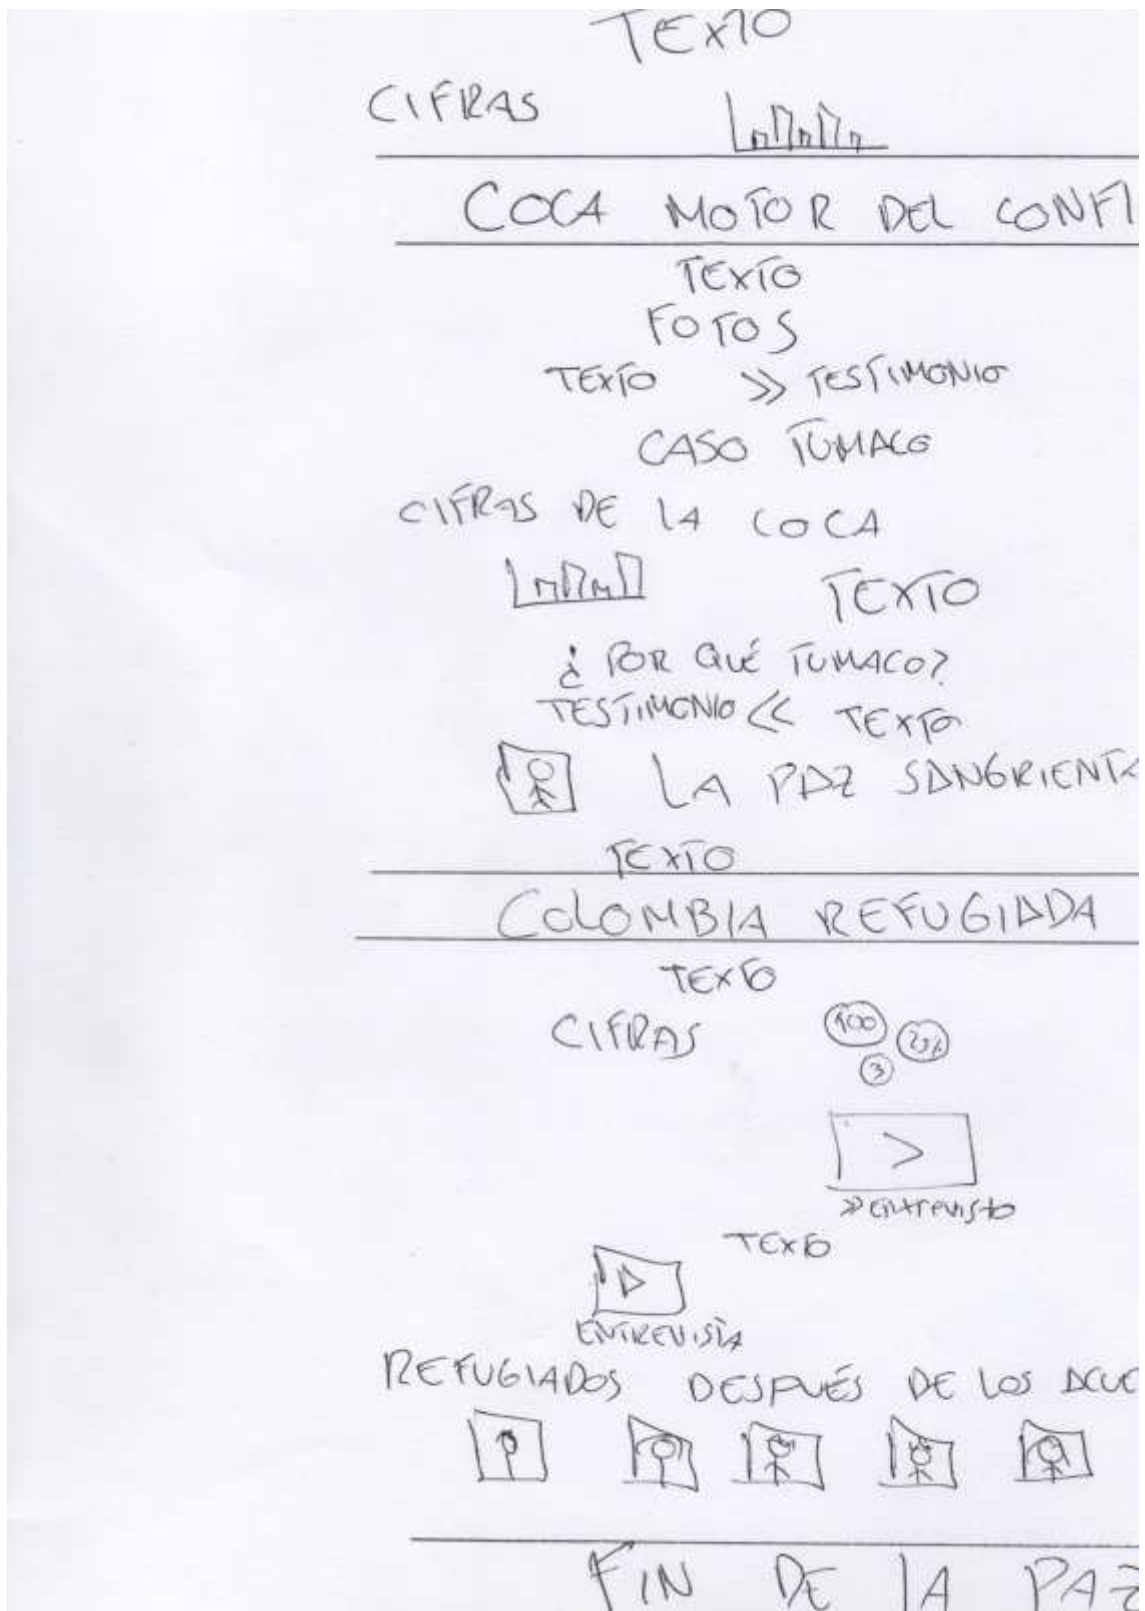 TEXTO
CIFRAS
COCA MOTOR DEL CONFL
TEXTO
FOTOS
TEXTO >> TESTIMONIO
CASO TUMACO
CIFRAS DE LA COCA
TEXTO
¿POR QUÉ TUMACO?
TESTIMONIO << TEXTO
LA PAZ SANGRIENTA
TEXTO
COLOMBIA REFUGIADA
TEXTO
CIFRAS 100
3
>> Entrevista
TEXTO
ENTREVISTA
REFUGIADOS DESPUÉS DE LOS ACUE
FIN DE LA PAZ